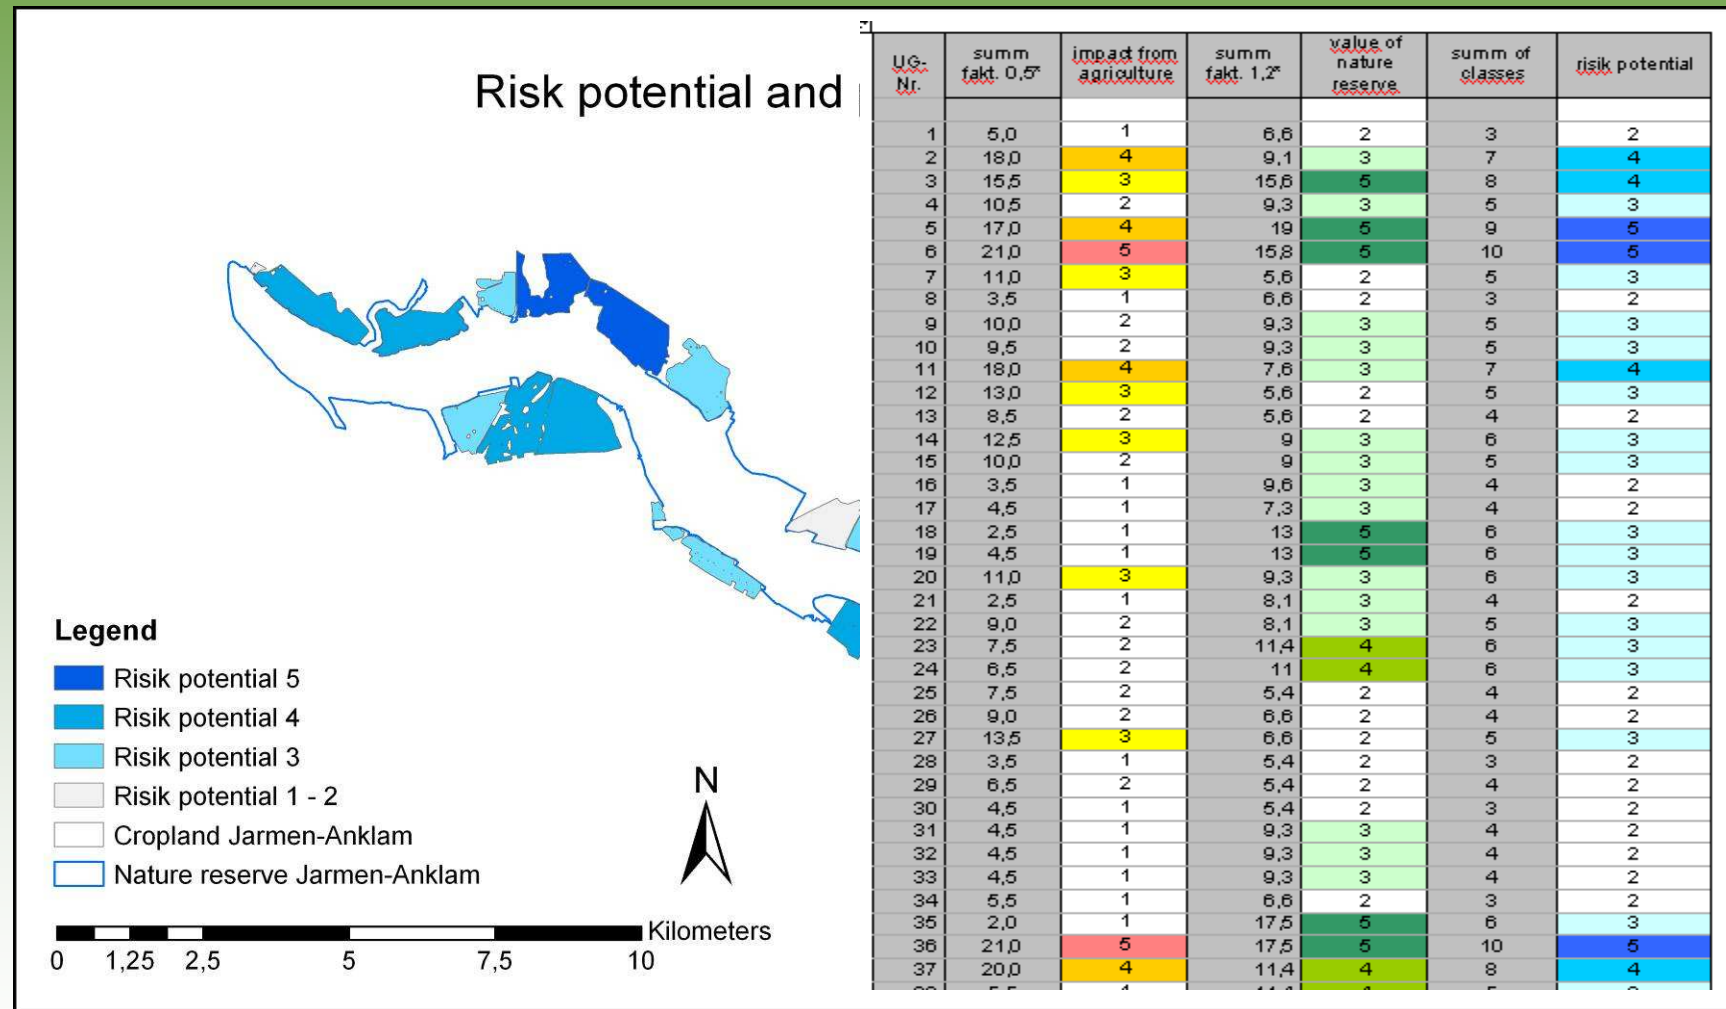 Risk potential and
Legend
Risik potential 5
Risik potential 4
Risik potential 3
Risik potential 1 - 2
Cropland Jarmen-Anklam
Nature reserve Jarmen-Anklam
N
Kilometers
0 1,25 2,5 5 7,5 10
UG-Nr. summ fakt. 0,5* impact from agriculture summ fakt. 1,2* value of nature reserve summ of classes risik potential
1 5,0 1 6,6 2 3 2
2 18,0 4 9,1 3 7 4
3 15,5 3 15,6 5 8 4
4 10,5 2 9,3 3 5 3
5 17,0 4 19 5 9 5
6 21,0 5 15,8 5 10 5
7 11,0 3 5,6 2 5 3
8 3,5 1 6,6 2 3 2
9 10,0 2 9,3 3 5 3
10 9,5 2 9,3 3 5 3
11 18,0 4 7,6 3 7 4
12 13,0 3 5,6 2 5 3
13 8,5 2 5,6 2 4 2
14 12,5 3 9 3 6 3
15 10,0 2 9 3 5 3
16 3,5 1 9,6 3 4 2
17 4,5 1 7,3 3 4 2
18 2,5 1 13 5 6 3
19 4,5 1 13 5 6 3
20 11,0 3 9,3 3 6 3
21 2,5 1 8,1 3 4 2
22 9,0 2 8,1 3 5 3
23 7,5 2 11,4 4 6 3
24 6,5 2 11 4 6 3
25 7,5 2 5,4 2 4 2
26 9,0 2 6,6 2 4 2
27 13,5 3 6,6 2 5 3
28 3,5 1 5,4 2 3 2
29 6,5 2 5,4 2 4 2
30 4,5 1 5,4 2 3 2
31 4,5 1 9,3 3 4 2
32 4,5 1 9,3 3 4 2
33 4,5 1 9,3 3 4 2
34 5,5 1 6,6 2 3 2
35 2,0 1 17,5 5 6 3
36 21,0 5 17,5 5 10 5
37 20,0 4 11,4 4 8 4